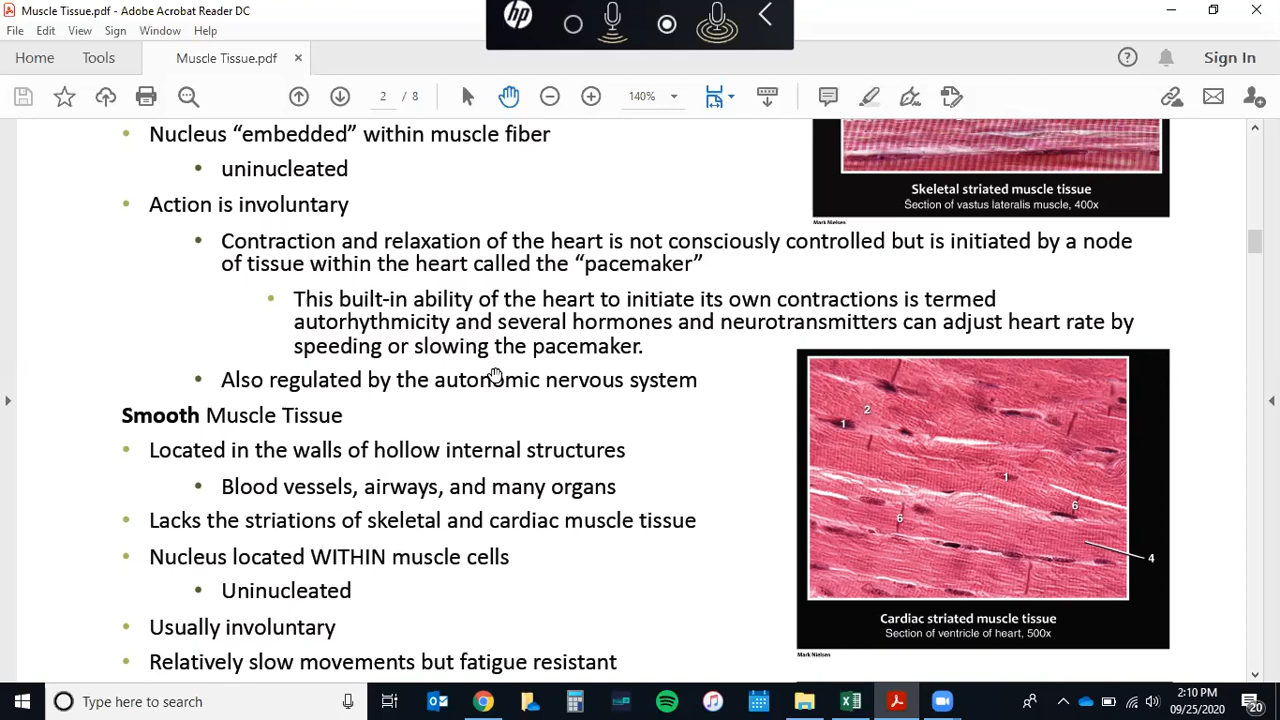 Muscle Tissue.pdf - Adobe Acrobat Reader DC
hp
File Edit View Sign Window Help
Home Tools Muscle Tissue.pdf × Sign In
2 / 8 140%
• Nucleus “embedded” within muscle fiber
• uninucleated
• Action is involuntary
• Contraction and relaxation of the heart is not consciously controlled but is initiated by a node
of tissue within the heart called the “pacemaker”
• This built-in ability of the heart to initiate its own contractions is termed
autorhythmicity and several hormones and neurotransmitters can adjust heart rate by
speeding or slowing the pacemaker.
• Also regulated by the autonomic nervous system
Smooth Muscle Tissue
• Located in the walls of hollow internal structures
• Blood vessels, airways, and many organs
• Lacks the striations of skeletal and cardiac muscle tissue
• Nucleus located WITHIN muscle cells
• Uninucleated
• Usually involuntary
• Relatively slow movements but fatigue resistant
Skeletal striated muscle tissue
Section of vastus lateralis muscle, 400x
Mark Nielsen
2
1
1
6
6
4
Cardiac striated muscle tissue
Section of ventricle of heart, 500x
Mark Nielsen
Type here to search
2:10 PM
09/25/2020
20